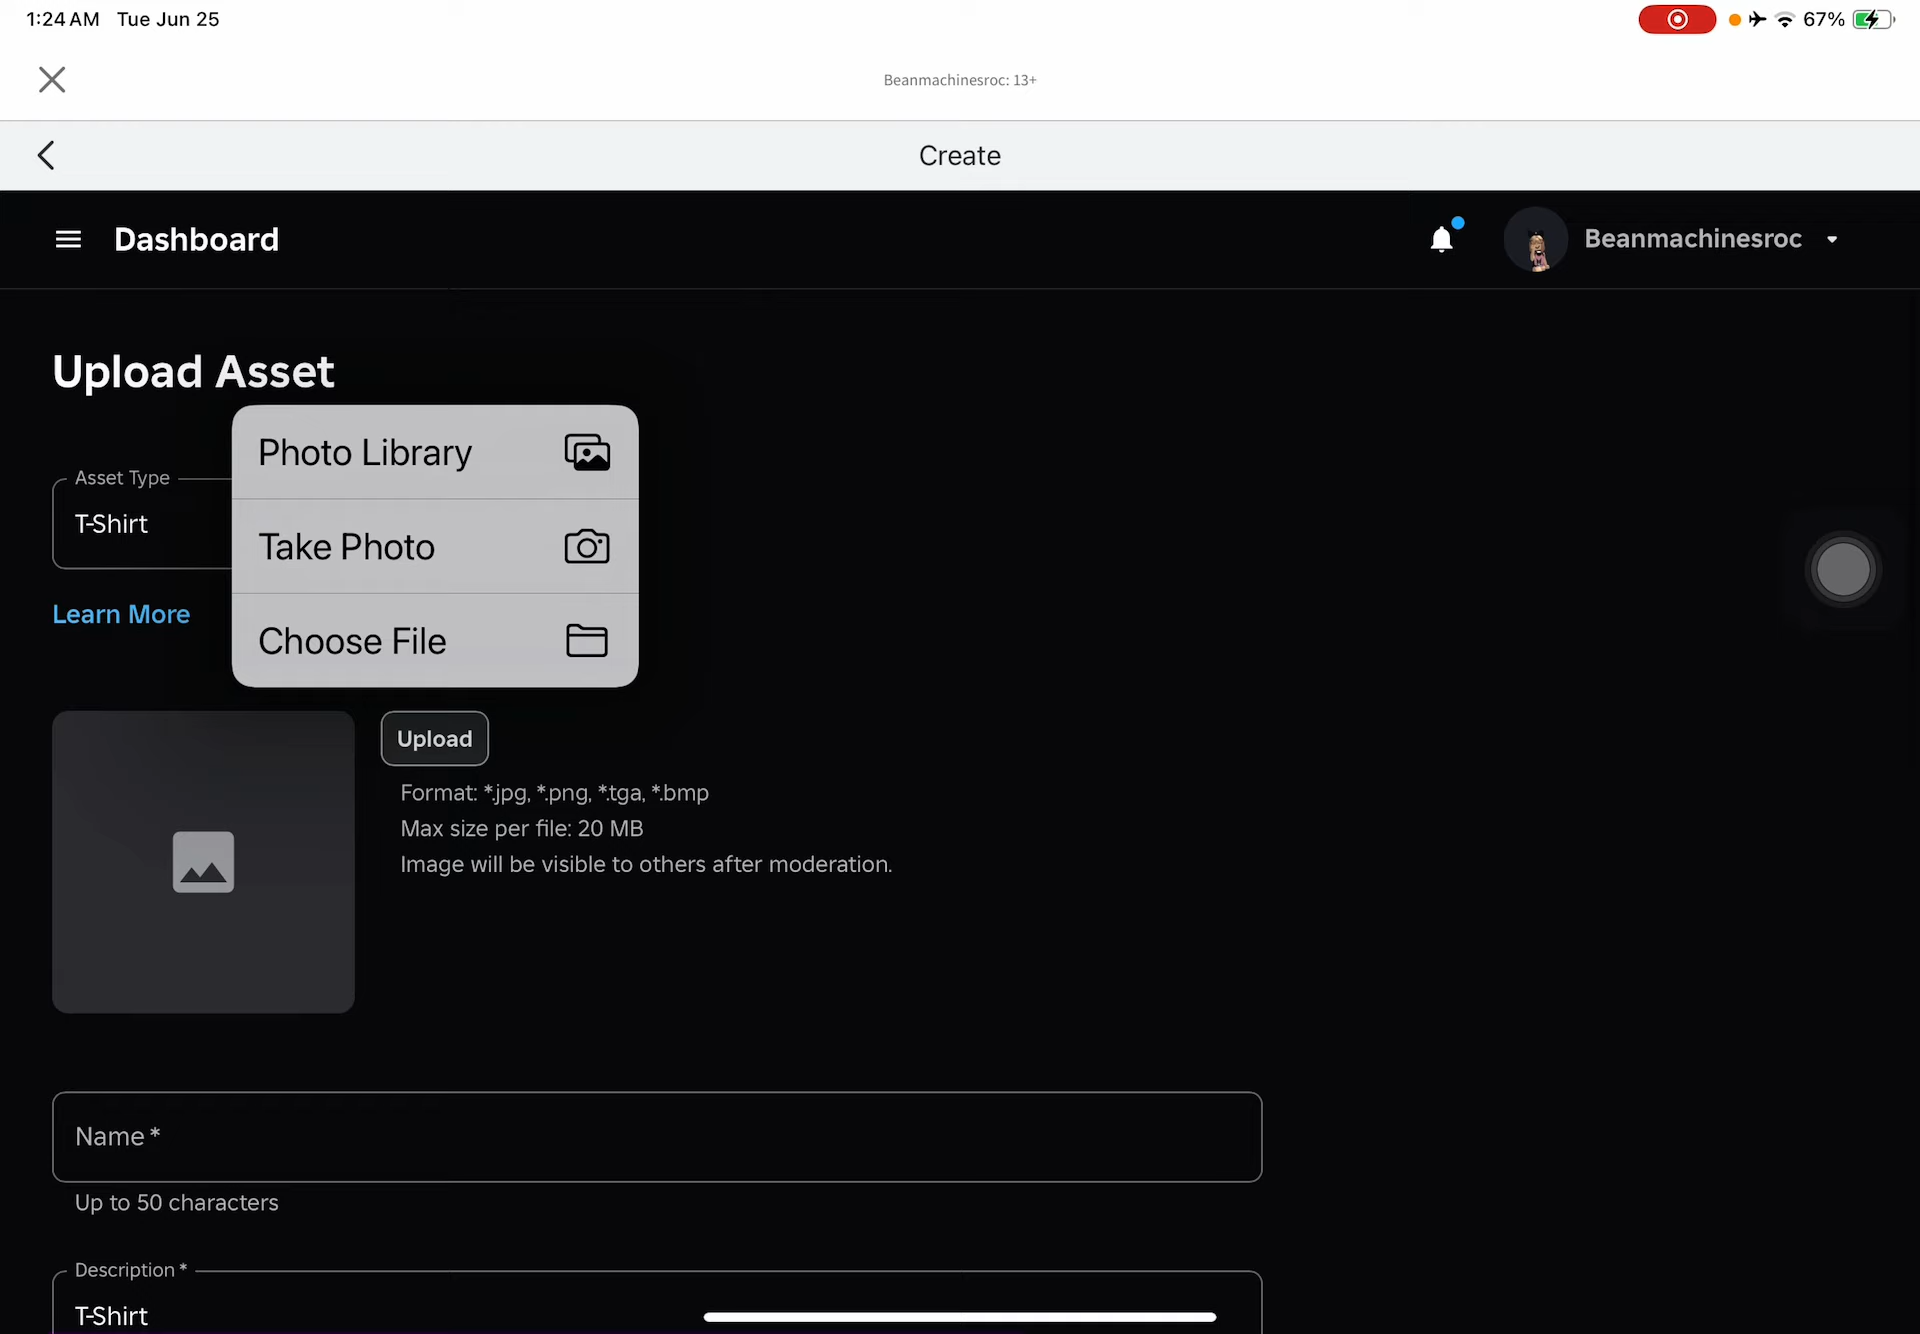 1:24 AM Tue Jun 25
67%
Beanmachinesroc: 13+
Create
Dashboard
Beanmachinesroc
Upload Asset
Photo Library
Asset Type
T-Shirt
Take Photo
Learn More
Choose File
Upload
Format: *.jpg, *.png, *.tga, *.bmp
Max size per file: 20 MB
Image will be visible to others after moderation.
Name *
Up to 50 characters
Description *
T-Shirt